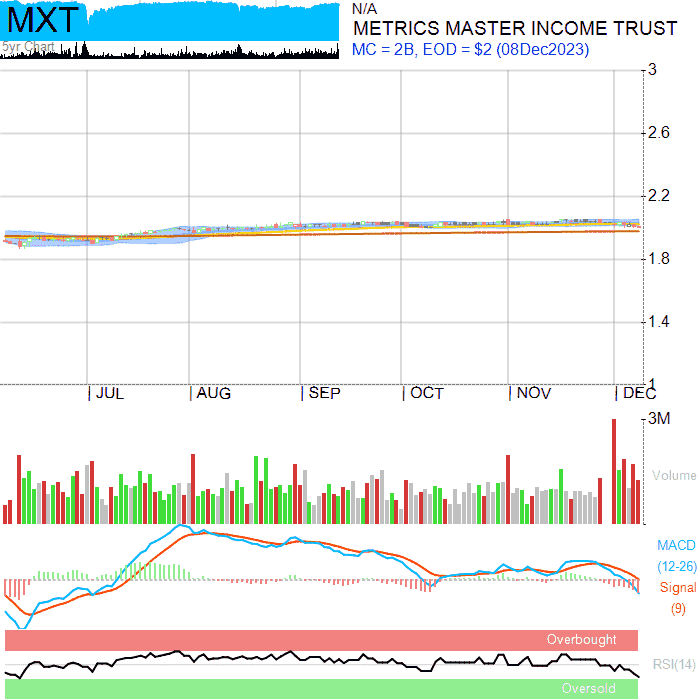 MXT
5yr Chart
N/A
METRICS MASTER INCOME TRUST
MC = 2B, EOD = $2 (08Dec2023)
3
2.6
2.2
1.8
1.4
1
JUL AUG SEP OCT NOV DEC
3M
Volume
MACD
(12-26)
Signal
(9)
Overbought
RSI(14)
Oversold